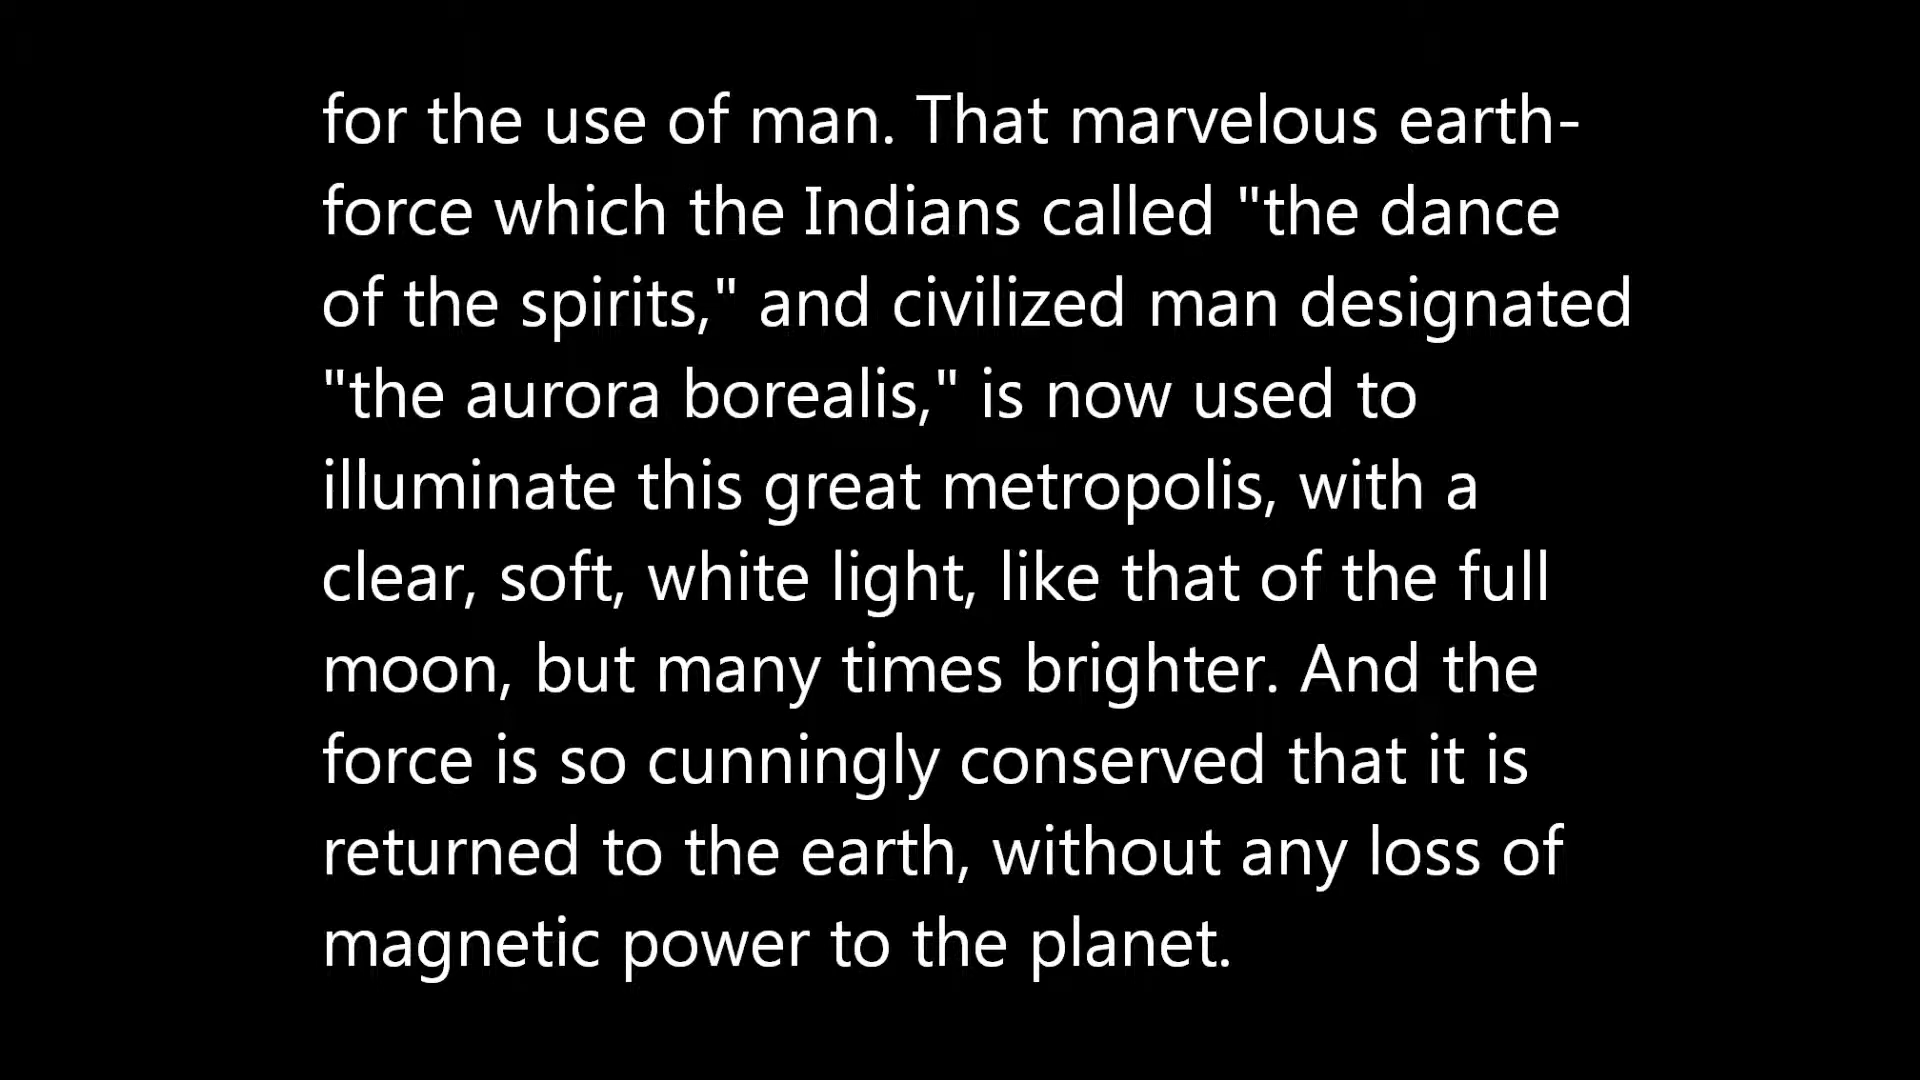 for the use of man. That marvelous earth-
force which the Indians called "the dance
of the spirits," and civilized man designated
"the aurora borealis," is now used to
illuminate this great metropolis, with a
clear, soft, white light, like that of the full
moon, but many times brighter. And the
force is so cunningly conserved that it is
returned to the earth, without any loss of
magnetic power to the planet.